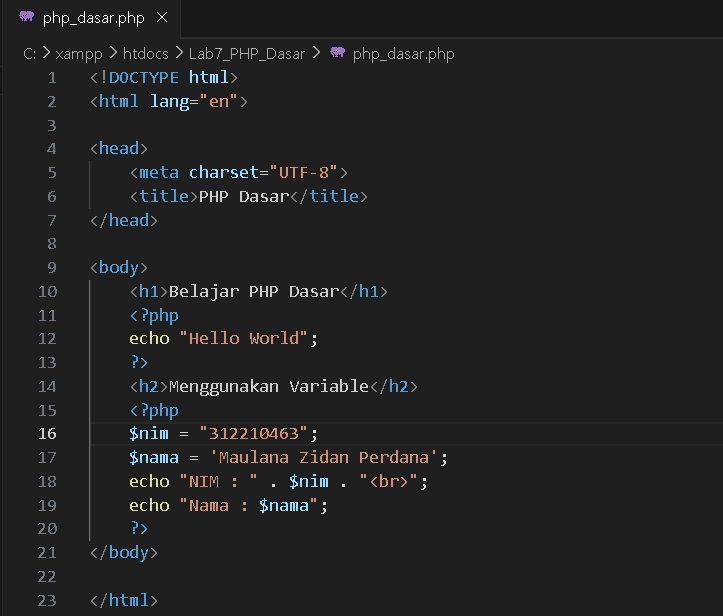 php_dasar.php ×
C: > xampp > htdocs > Lab7_PHP_Dasar > php_dasar.php
1 <!DOCTYPE html>
2 <html lang="en">
3
4 <head>
5 <meta charset="UTF-8">
6 <title>PHP Dasar</title>
7 </head>
8
9 <body>
10 <h1>Belajar PHP Dasar</h1>
11 <?php
12 echo "Hello World";
13 ?>
14 <h2>Menggunakan Variable</h2>
15 <?php
16 $nim = "312210463";
17 $nama = 'Maulana Zidan Perdana';
18 echo "NIM : " . $nim . "<br>";
19 echo "Nama : $nama";
20 ?>
21 </body>
22
23 </html>